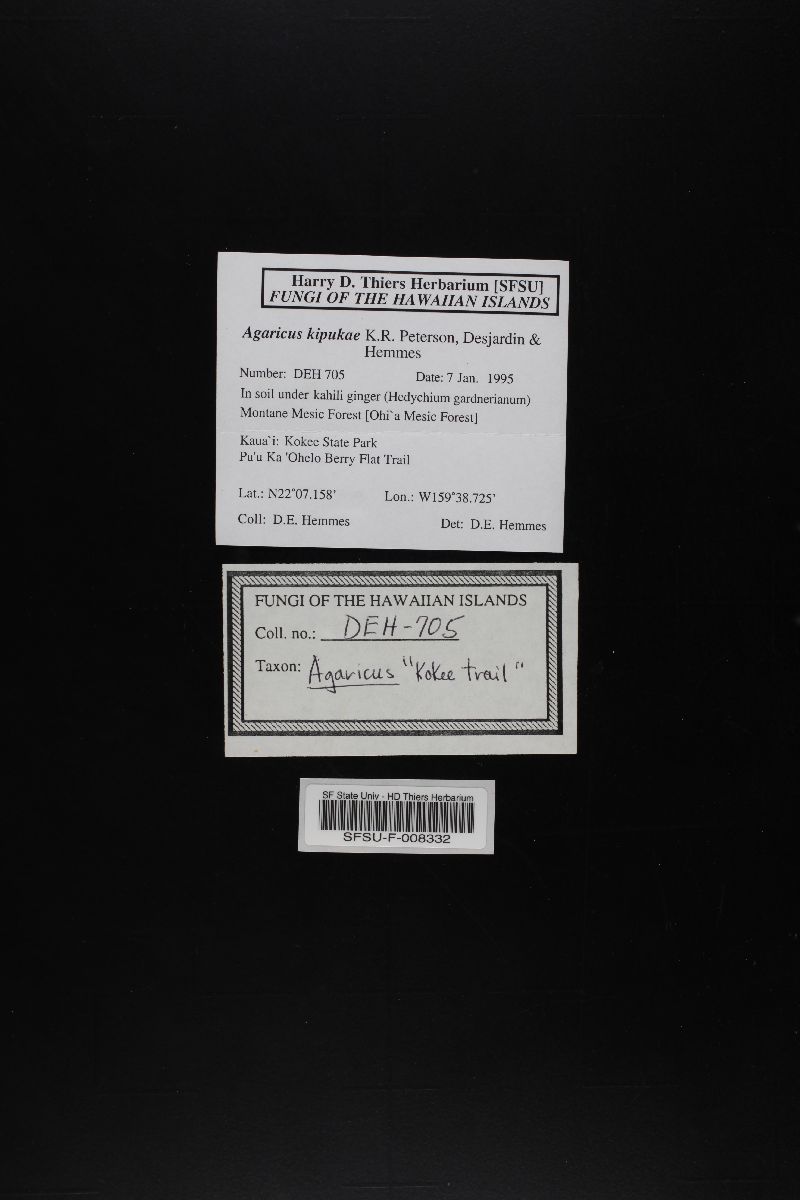 Harry D. Thiers Herbarium [SFSU]
FUNGI OF THE HAWAIIAN ISLANDS
Agaricus kipukae K.R. Peterson, Desjardin &
Hemmes
Number: DEH 705 Date: 7 Jan. 1995
In soil under kahili ginger (Hedychium gardnerianum)
Montane Mesic Forest [Ohi`a Mesic Forest]
Kaua`i: Kokee State Park
Pu'u Ka 'Ohelo Berry Flat Trail
Lat.: N22°07.158' Lon.: W159°38.725'
Coll: D.E. Hemmes Det: D.E. Hemmes
FUNGI OF THE HAWAIIAN ISLANDS
Coll. no.: DEH-705
Taxon: Agaricus "Kokee trail"
SF State Univ - HD Thiers Herbarium
SFSU-F-008332